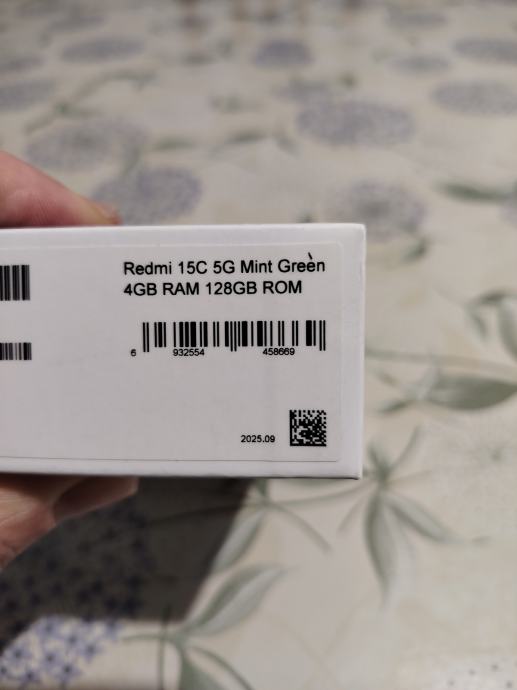 Redmi 15C 5G Mint Green
4GB RAM 128GB ROM
6 932554 458669
2025.09